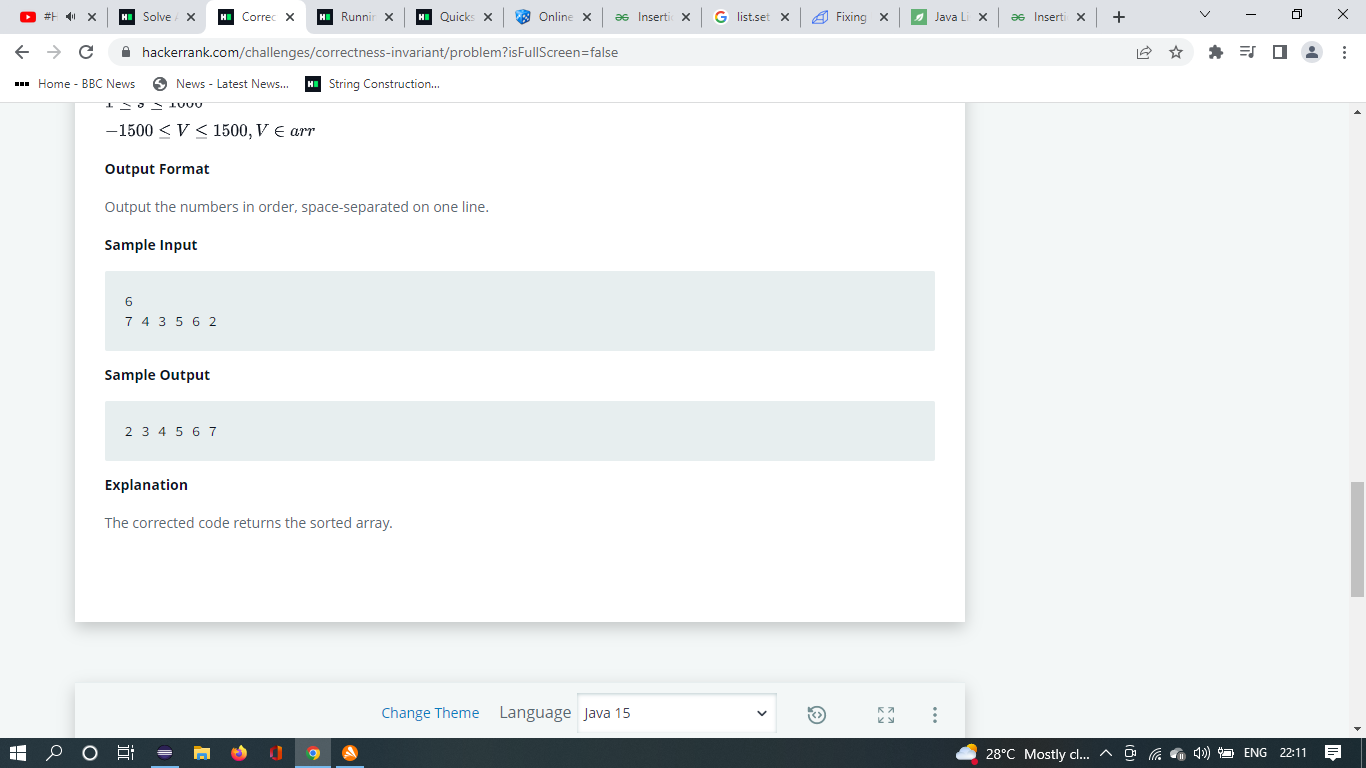 #H
Solve
Correc
Runnin
Quicks
Online
Inserti
list.set
Fixing
Java Li
Inserti
hackerrank.com/challenges/correctness-invariant/problem?isFullScreen=false
Home - BBC News
News - Latest News...
String Construction...
1 ≤ s ≤ 1000
−1500 ≤ V ≤ 1500, V ∈ arr
Output Format
Output the numbers in order, space-separated on one line.
Sample Input
6
7 4 3 5 6 2
Sample Output
2 3 4 5 6 7
Explanation
The corrected code returns the sorted array.
Change Theme Language Java 15
28°C Mostly cl... ENG 22:11